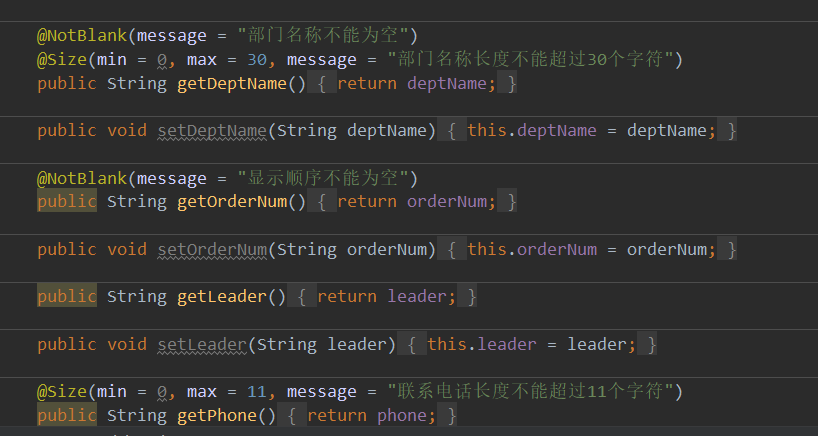 @NotBlank(message = "部门名称不能为空")
@Size(min = 0, max = 30, message = "部门名称长度不能超过30个字符")
public String getDeptName() { return deptName; }
public void setDeptName(String deptName) { this.deptName = deptName; }
@NotBlank(message = "显示顺序不能为空")
public String getOrderNum() { return orderNum; }
public void setOrderNum(String orderNum) { this.orderNum = orderNum; }
public String getLeader() { return leader; }
public void setLeader(String leader) { this.leader = leader; }
@Size(min = 0, max = 11, message = "联系电话长度不能超过11个字符")
public String getPhone() { return phone; }